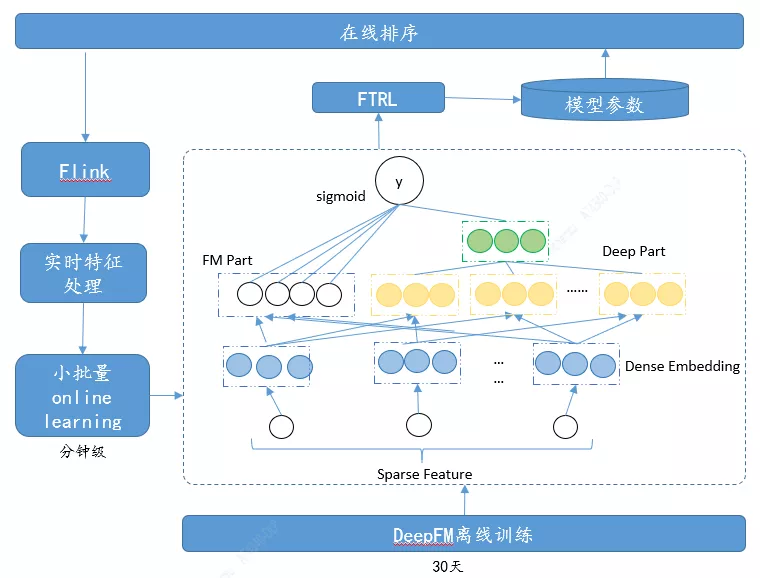 在线排序
FTRL
模型参数
Flink
y
sigmoid
FM Part
Deep Part
......
实时特征
处理
...
...
Dense Embedding
小批量
online
learning
分钟级
Sparse Feature
DeepFM离线训练
30天